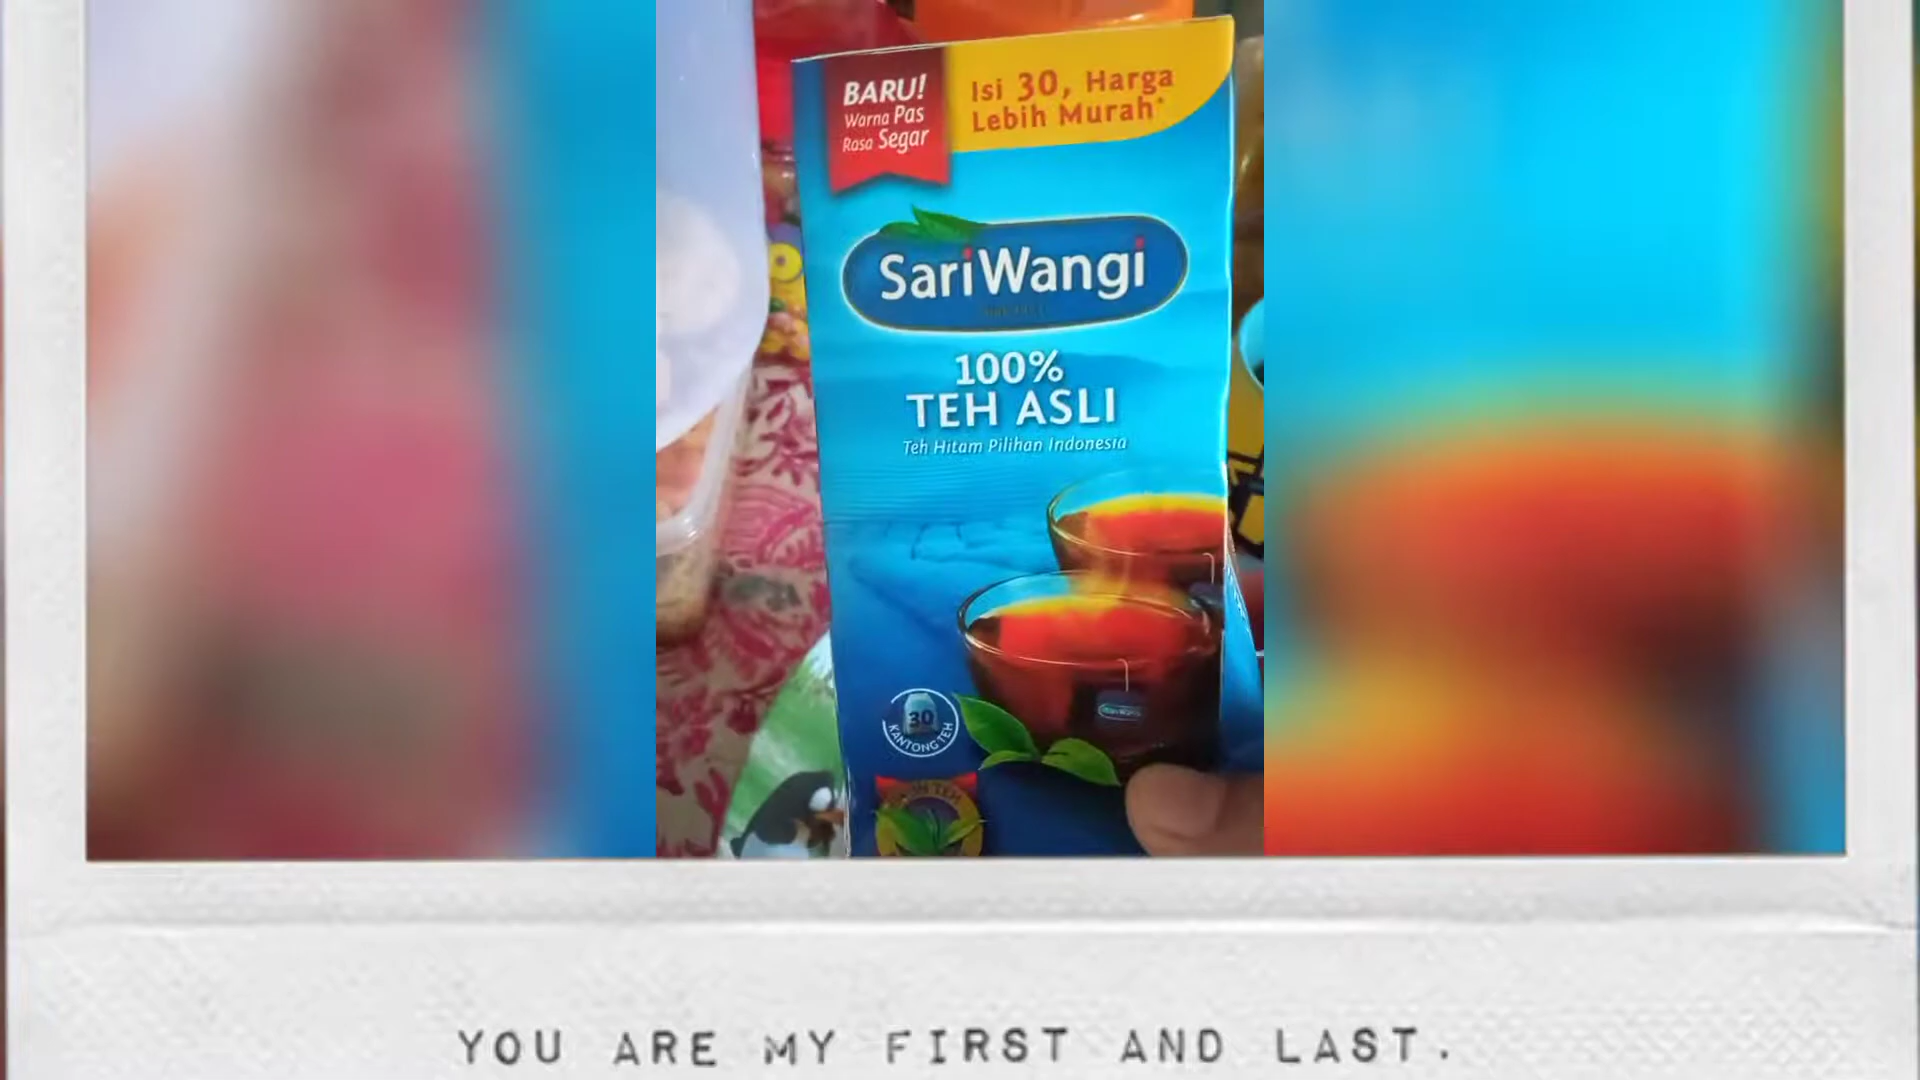 BARU!
Warna Pas
Rasa Segar
Isi 30, Harga
Lebih Murah*
SariWangi
100%
TEH ASLI
Teh Hitam Pilihan Indonesia
30
KANTONG TEH
TEH
YOU ARE MY FIRST AND LAST.